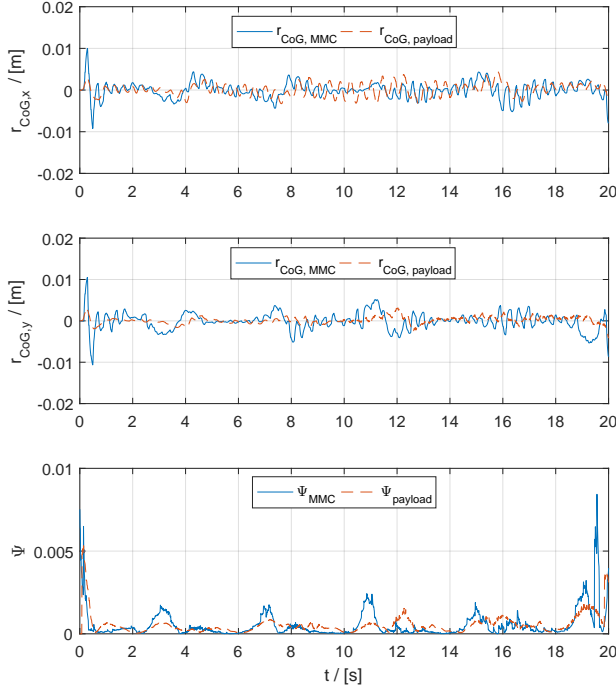 0.02
r_CoG, MMC r_CoG, payload
0.01
0
-0.01
-0.02
r_CoG,x / [m]
0 2 4 6 8 10 12 14 16 18 20
0.02
r_CoG, MMC r_CoG, payload
0.01
0
-0.01
-0.02
r_CoG,y / [m]
0 2 4 6 8 10 12 14 16 18 20
0.01
Ψ_MMC Ψ_payload
0.005
0
Ψ
0 2 4 6 8 10 12 14 16 18 20
t / [s]